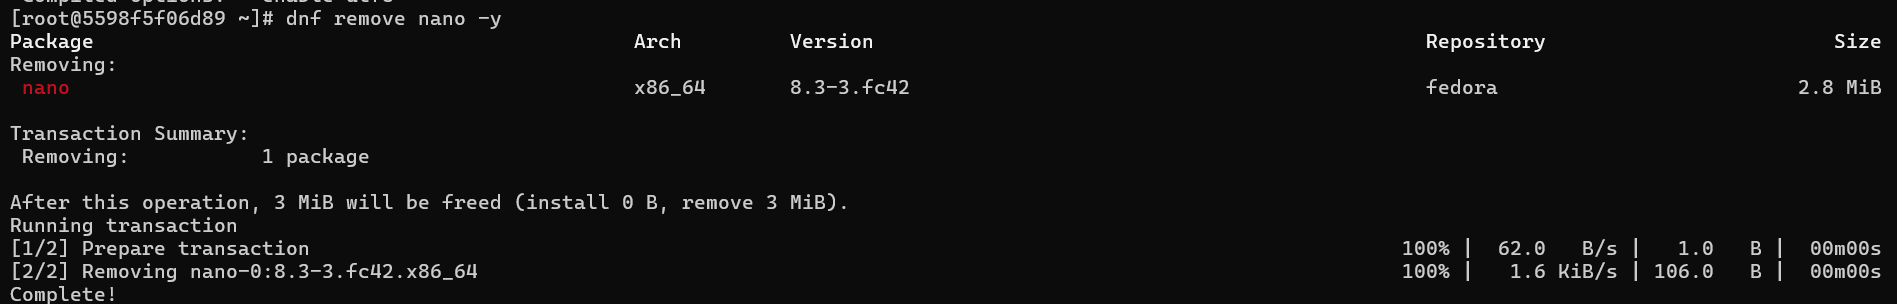 [root@5598f5f06d89 ~]# dnf remove nano -y
Package Arch Version Repository Size
Removing:
nano x86_64 8.3-3.fc42 fedora 2.8 MiB
Transaction Summary:
Removing: 1 package
After this operation, 3 MiB will be freed (install 0 B, remove 3 MiB).
Running transaction
[1/2] Prepare transaction 100% | 62.0 B/s | 1.0 B | 00m00s
[2/2] Removing nano-0:8.3-3.fc42.x86_64 100% | 1.6 KiB/s | 106.0 B | 00m00s
Complete!